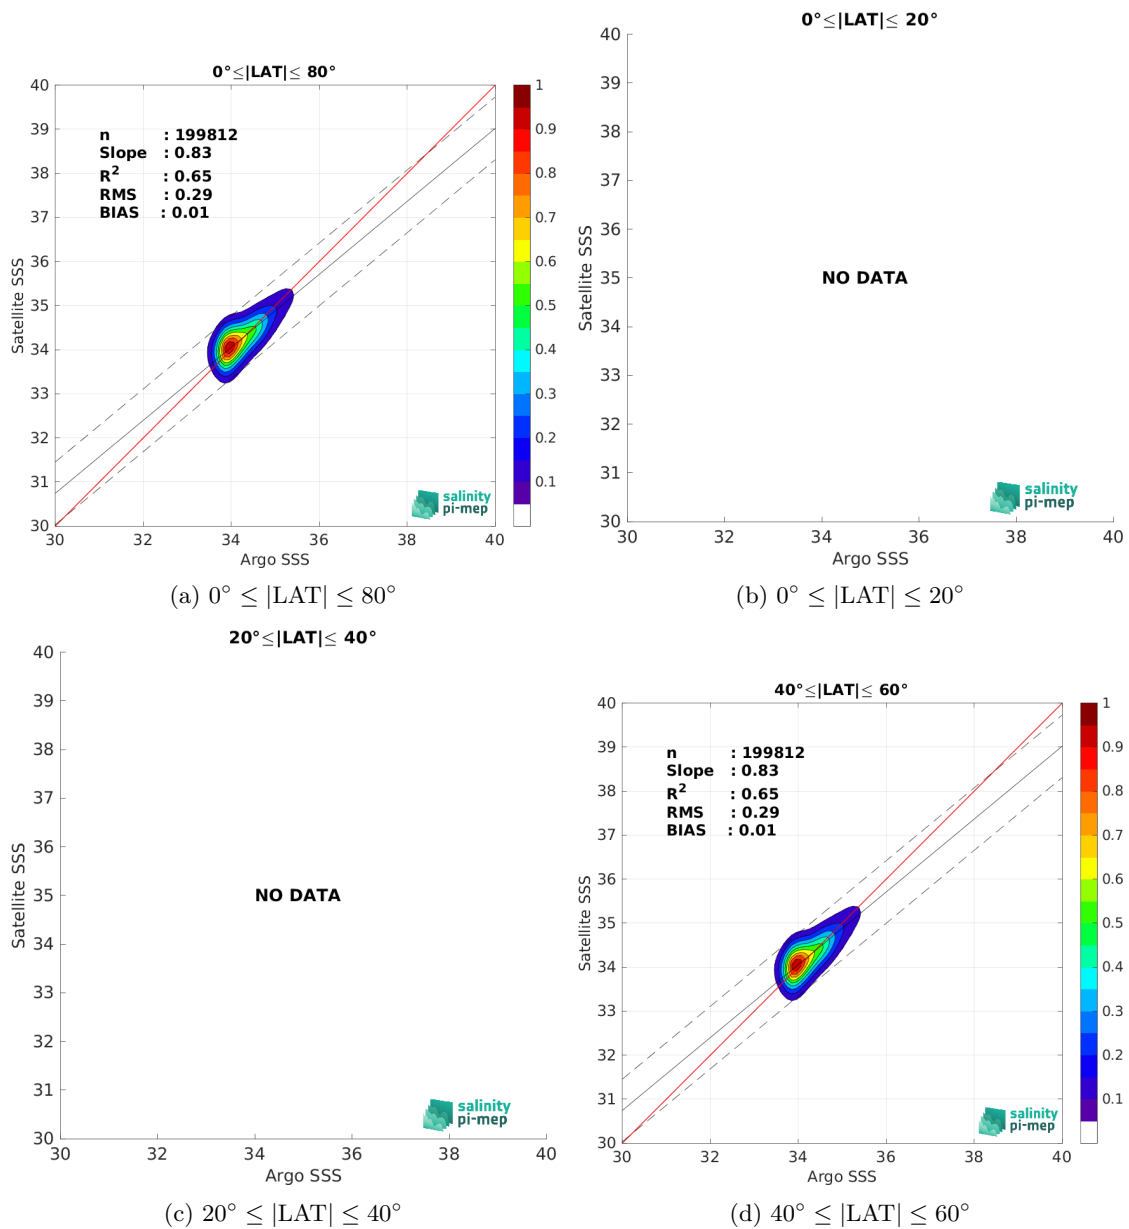 0°≤|LAT|≤ 80°
40
39
38
37
36
35
34
33
32
31
30
Satellite SSS
n : 199812
Slope : 0.83
R² : 0.65
RMS : 0.29
BIAS : 0.01
1
0.9
0.8
0.7
0.6
0.5
0.4
0.3
0.2
0.1
salinity
pi-mep
30 32 34 36 38 40
Argo SSS
(a) 0° ≤ |LAT| ≤ 80°
0°≤|LAT|≤ 20°
40
39
38
37
36
35
34
33
32
31
30
Satellite SSS
NO DATA
salinity
pi-mep
30 32 34 36 38 40
Argo SSS
(b) 0° ≤ |LAT| ≤ 20°
20°≤|LAT|≤ 40°
40
39
38
37
36
35
34
33
32
31
30
Satellite SSS
NO DATA
salinity
pi-mep
30 32 34 36 38 40
Argo SSS
(c) 20° ≤ |LAT| ≤ 40°
40°≤|LAT|≤ 60°
40
39
38
37
36
35
34
33
32
31
30
Satellite SSS
n : 199812
Slope : 0.83
R² : 0.65
RMS : 0.29
BIAS : 0.01
1
0.9
0.8
0.7
0.6
0.5
0.4
0.3
0.2
0.1
salinity
pi-mep
30 32 34 36 38 40
Argo SSS
(d) 40° ≤ |LAT| ≤ 60°